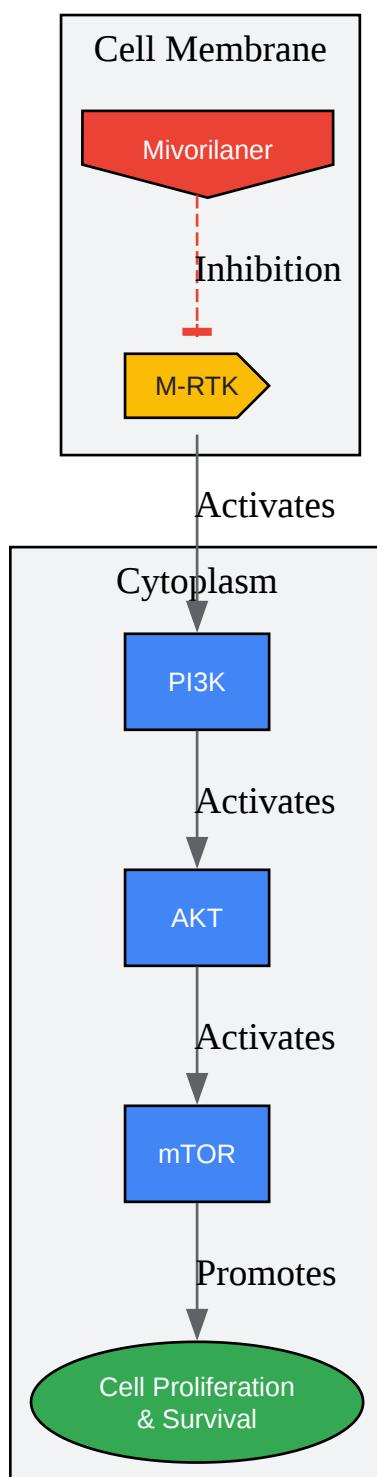 Cell Membrane
Mivorilaner
Inhibition
M-RTK
Activates
Cytoplasm
PI3K
Activates
AKT
Activates
mTOR
Promotes
Cell Proliferation
& Survival